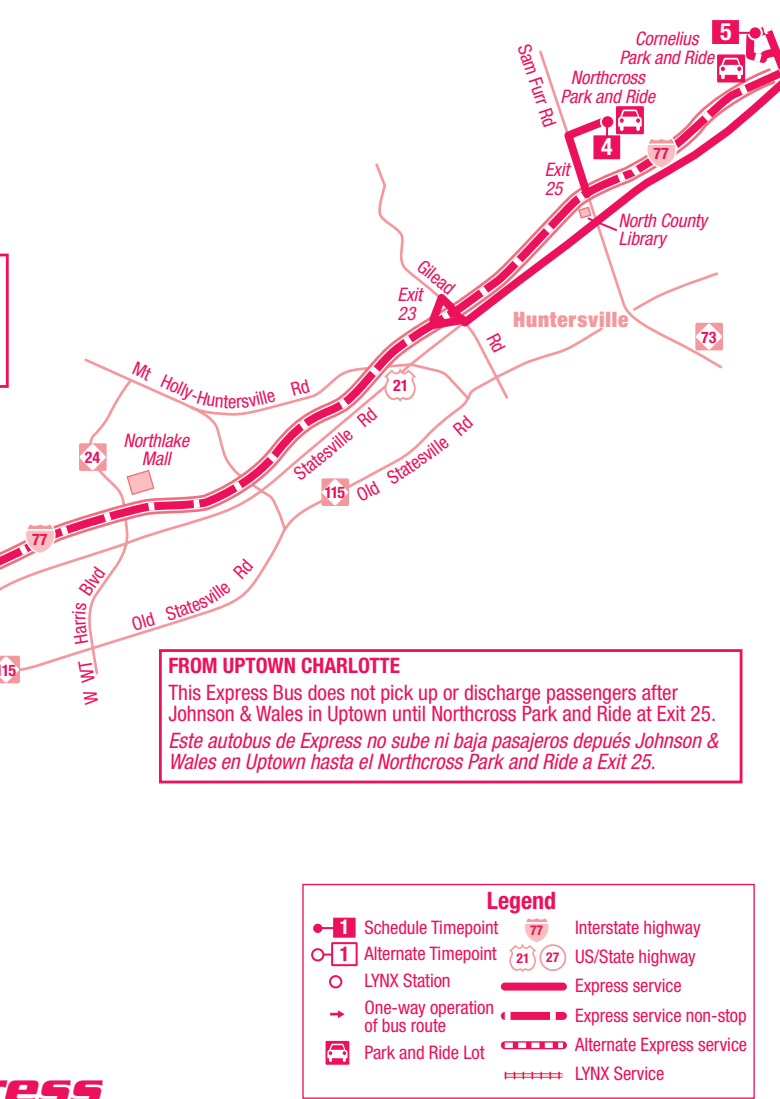 5
Cornelius
Park and Ride
Northcross
Park and Ride
Sam Furr Rd
4
77
Exit
25
North County
Library
Gilead
Rd
Exit
23
Huntersville
73
Mt Holly-Huntersville Rd
21
Statesville Rd
Northlake
Mall
24
115 Old Statesville Rd
77
W WT Harris Blvd
Old Statesville Rd
115
FROM UPTOWN CHARLOTTE
This Express Bus does not pick up or discharge passengers after
Johnson & Wales in Uptown until Northcross Park and Ride at Exit 25.
Este autobus de Express no sube ni baja pasajeros depués Johnson &
Wales en Uptown hasta el Northcross Park and Ride a Exit 25.
Legend
1 Schedule Timepoint
77 Interstate highway
1 Alternate Timepoint
21 27 US/State highway
LYNX Station
Express service
One-way operation
of bus route
Express service non-stop
Park and Ride Lot
Alternate Express service
LYNX Service